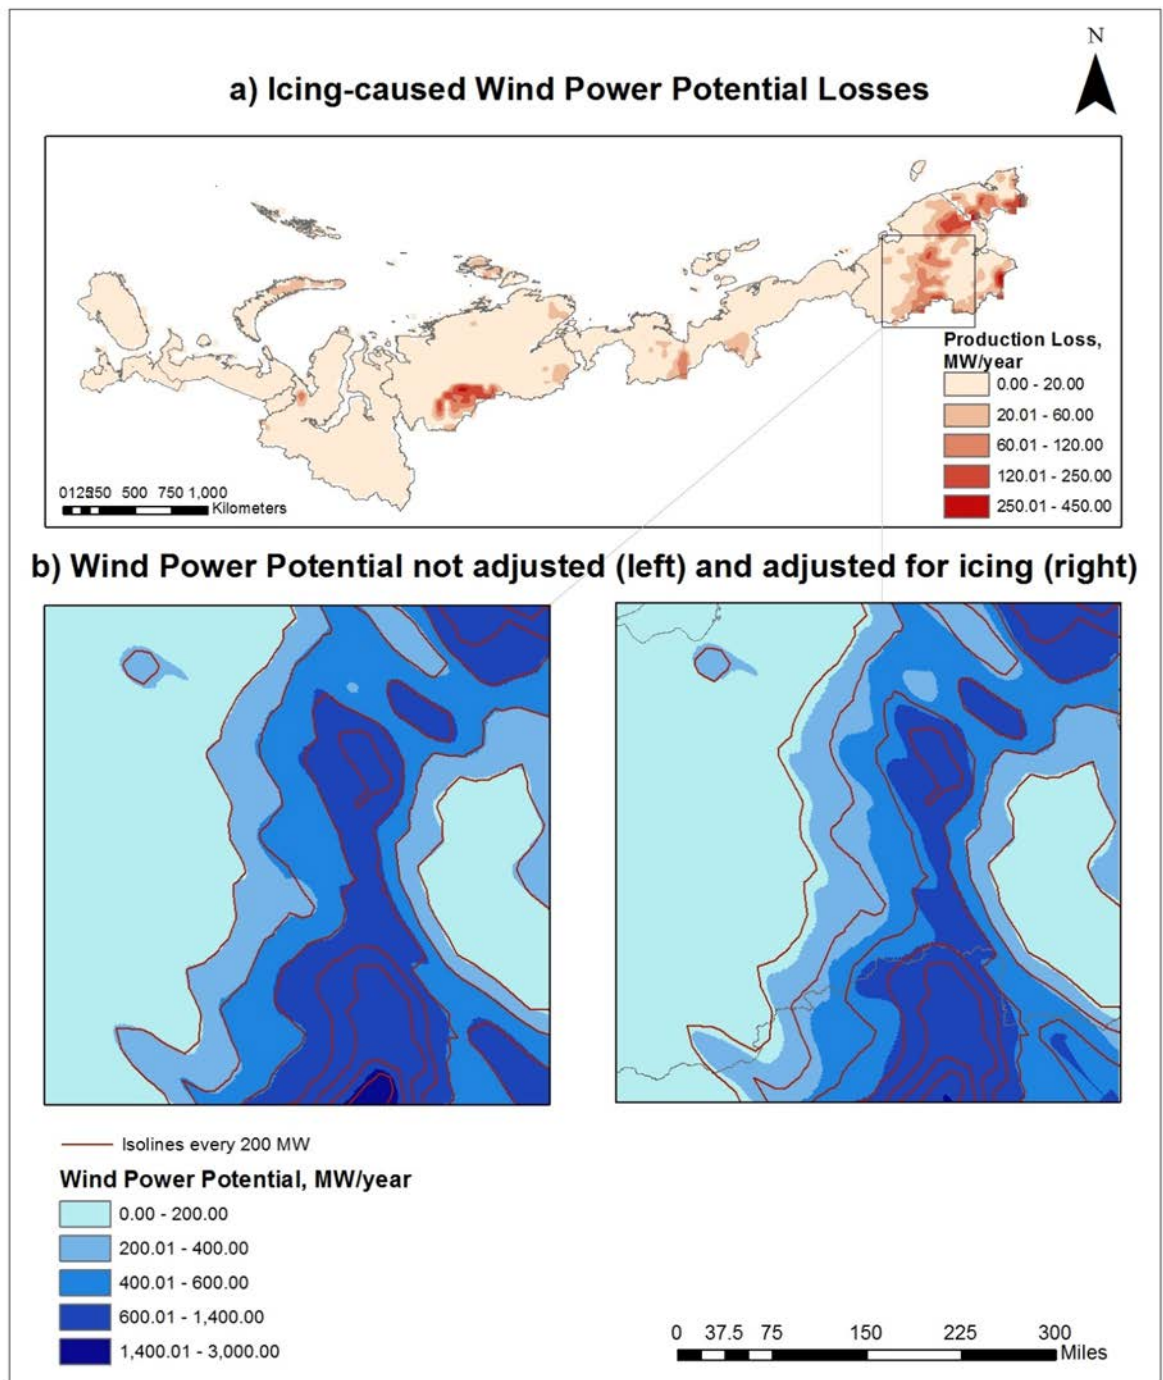 N
a) Icing-caused Wind Power Potential Losses
Production Loss,
MW/year
0.00 - 20.00
20.01 - 60.00
60.01 - 120.00
120.01 - 250.00
250.01 - 450.00
0125250 500 750 1,000
Kilometers
b) Wind Power Potential not adjusted (left) and adjusted for icing (right)
Isolines every 200 MW
Wind Power Potential, MW/year
0.00 - 200.00
200.01 - 400.00
400.01 - 600.00
600.01 - 1,400.00
1,400.01 - 3,000.00
0 37.5 75 150 225 300
Miles